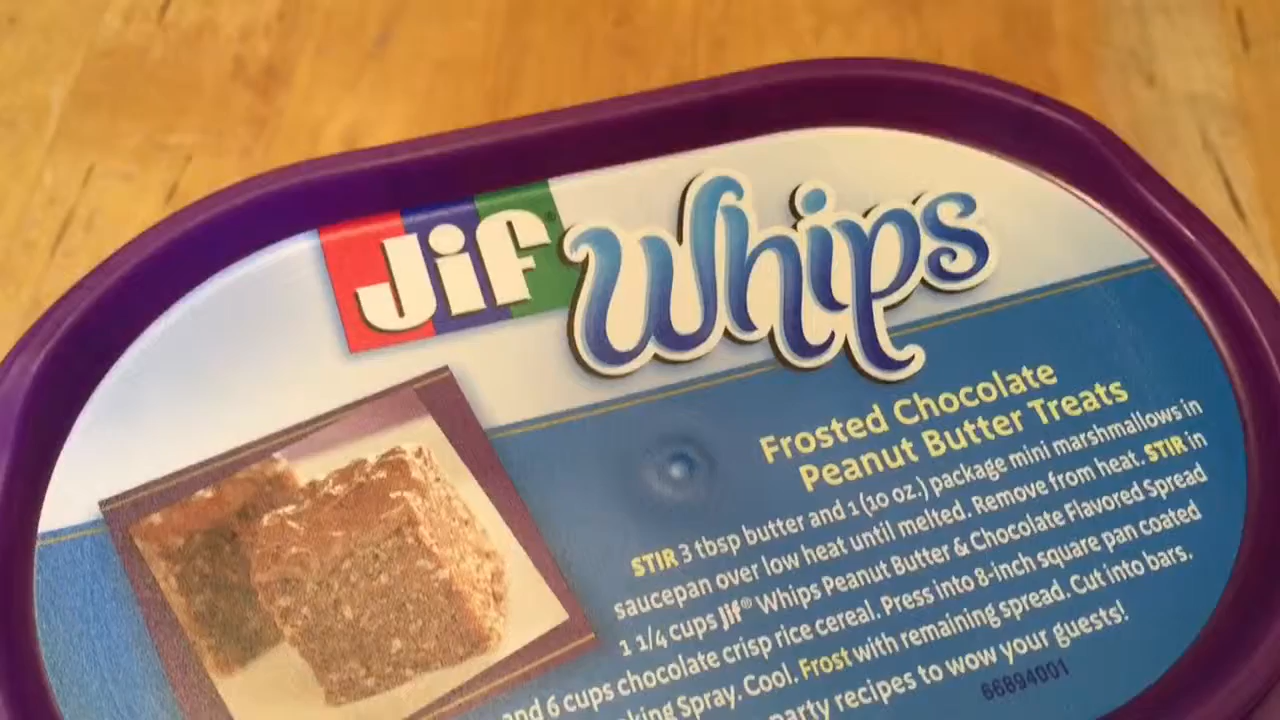 Jif® Whips
Frosted Chocolate
Peanut Butter Treats
STIR 3 tbsp butter and 1 (10 oz.) package mini marshmallows in
saucepan over low heat until melted. Remove from heat. STIR in
1 1/4 cups Jif® Whips Peanut Butter & Chocolate Flavored Spread
and 6 cups chocolate crisp rice cereal. Press into 8-inch square pan coated
Spray. Cool. Frost with remaining spread. Cut into bars.
party recipes to wow your guests!
66894001